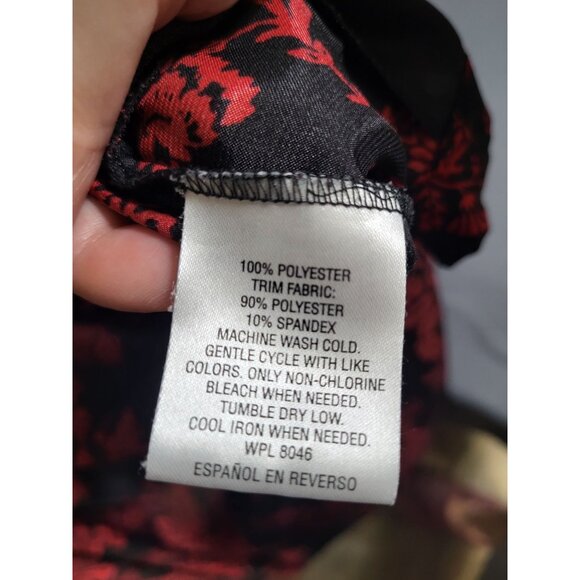 100% POLYESTER
TRIM FABRIC:
90% POLYESTER
10% SPANDEX
MACHINE WASH COLD.
GENTLE CYCLE WITH LIKE
COLORS. ONLY NON-CHLORINE
BLEACH WHEN NEEDED.
TUMBLE DRY LOW.
COOL IRON WHEN NEEDED.
WPL 8046
ESPAÑOL EN REVERSO